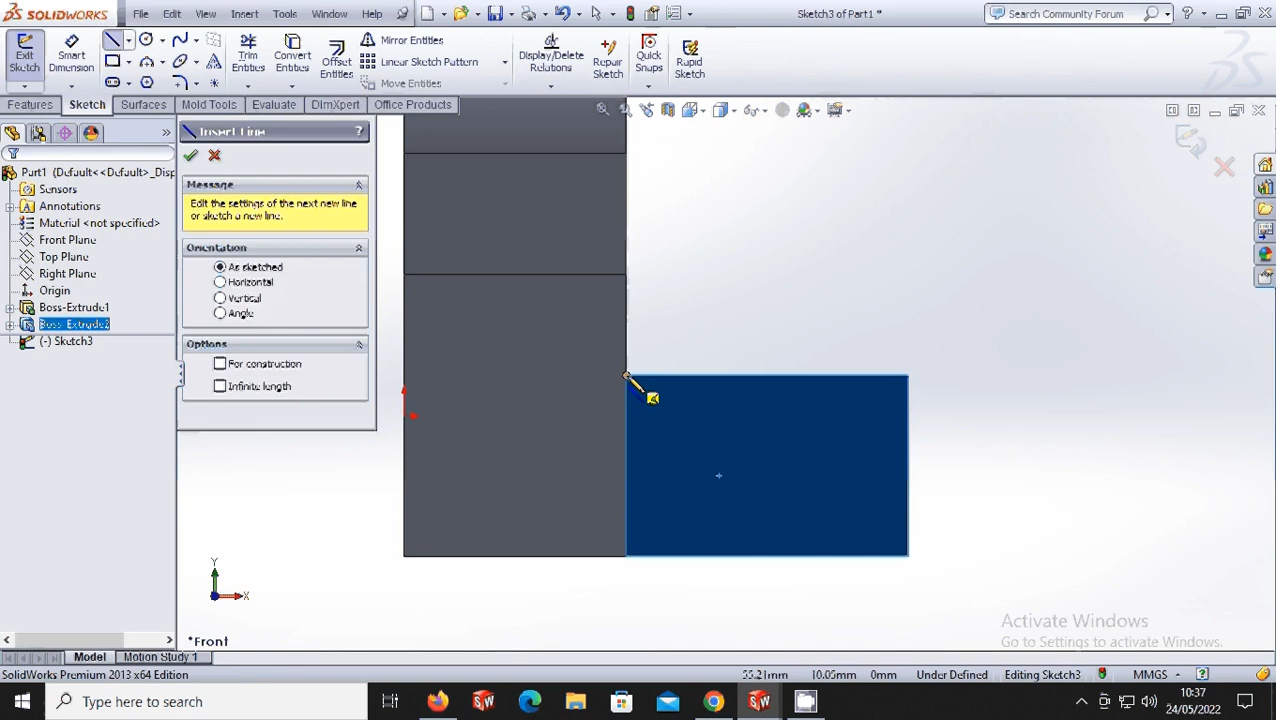 SOLIDWORKS File Edit View Insert Tools Window Help Sketch3 of Part1 * Search Community Forum
Exit Sketch Smart Dimension Trim Entities Convert Entities Offset Entities Mirror Entities Linear Sketch Pattern Move Entities Display/Delete Relations Repair Sketch Quick Snaps Rapid Sketch
Features Sketch Surfaces Mold Tools Evaluate DimXpert Office Products
Insert Line ?
Part1 (Default<<Default>_Disp
Sensors
Annotations
Material <not specified>
Front Plane
Top Plane
Right Plane
Origin
Boss-Extrude1
Boss-Extrude2
(-) Sketch3
Message
Edit the settings of the next new line
or sketch a new line.
Orientation
As sketched
Horizontal
Vertical
Angle
Options
For construction
Infinite length
Y
X
*Front
Activate Windows
Go to Settings to activate Windows.
Model Motion Study 1
SolidWorks Premium 2013 x64 Edition 55.21mm 10.05mm 0mm Under Defined Editing Sketch3 MMGS
Type here to search
10:37
24/05/2022